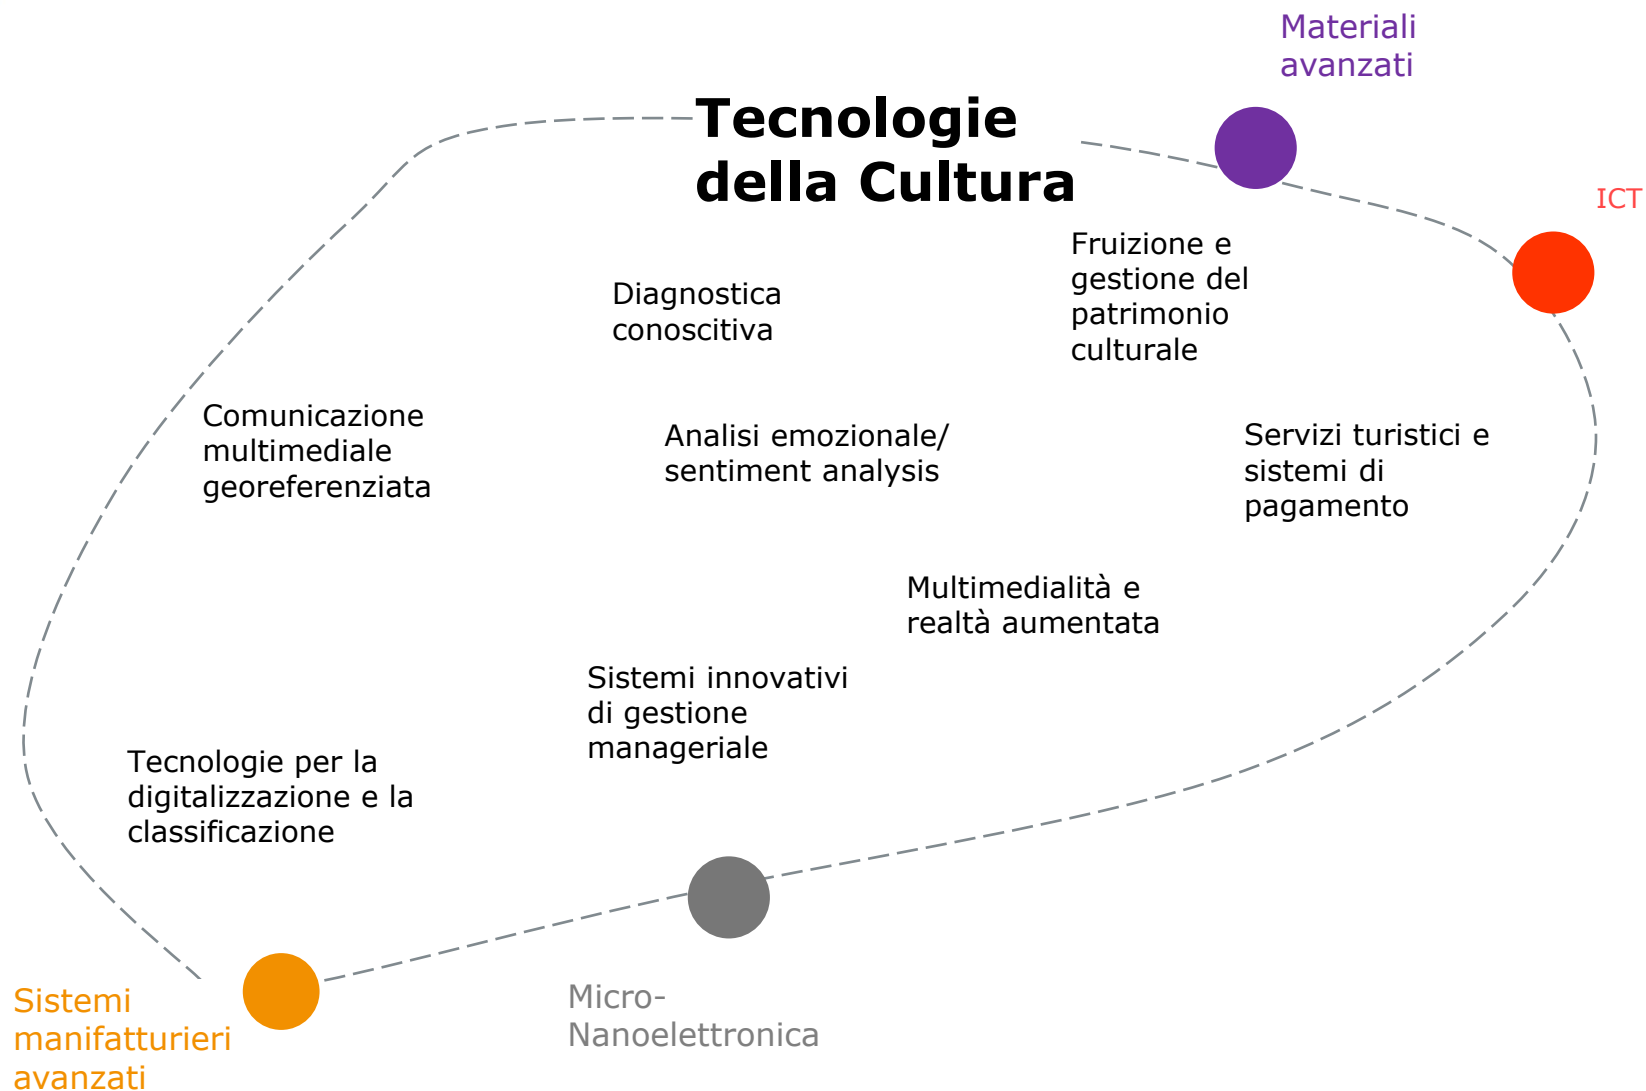 Materiali
avanzati
Tecnologie
della Cultura
ICT
Fruizione e
gestione del
patrimonio
culturale
Diagnostica
conoscitiva
Comunicazione
multimediale
georeferenziata
Analisi emozionale/
sentiment analysis
Servizi turistici e
sistemi di
pagamento
Multimedialità e
realtà aumentata
Sistemi innovativi
di gestione
manageriale
Tecnologie per la
digitalizzazione e la
classificazione
Sistemi
manifatturieri
avanzati
Micro-
Nanoelettronica